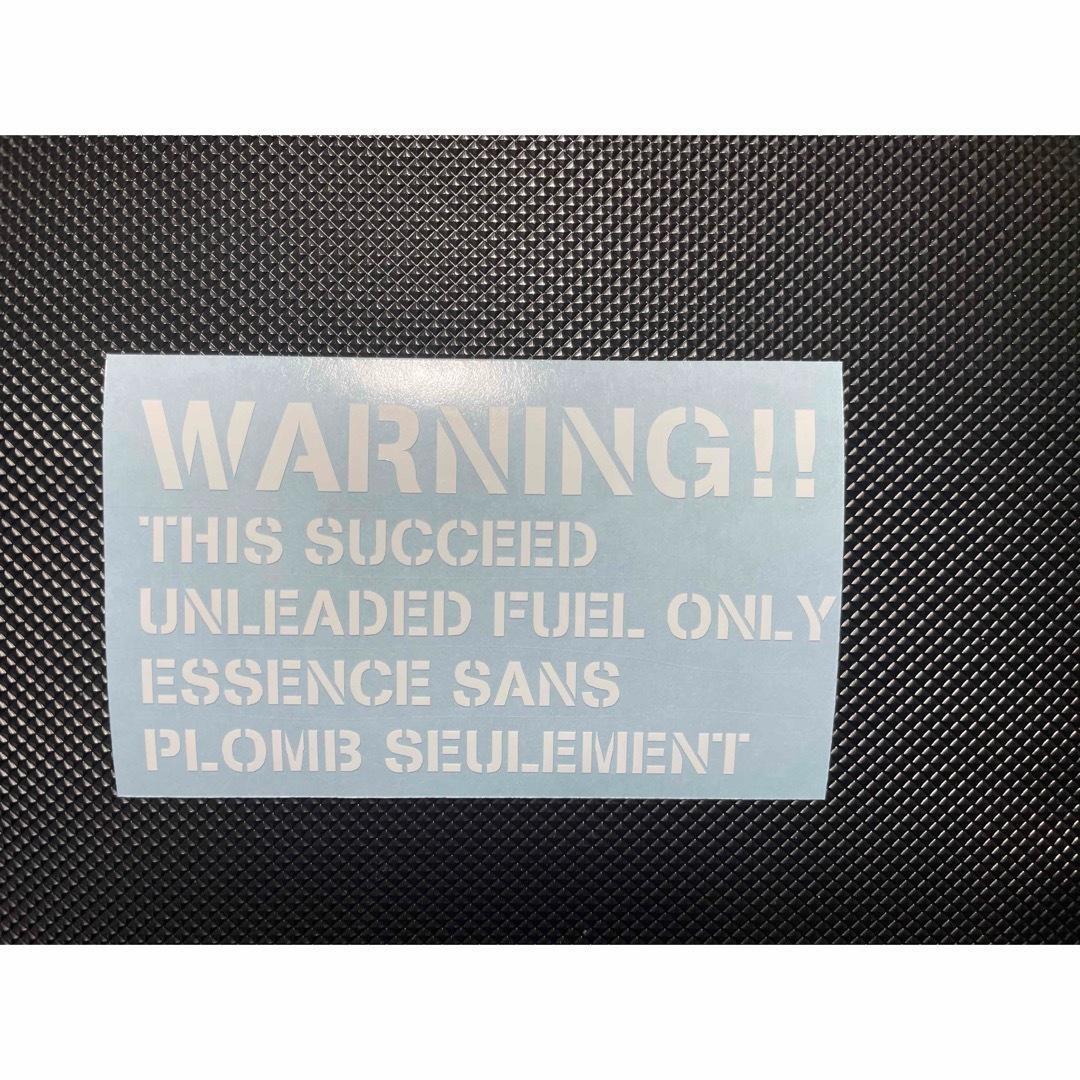 WARNING!!
THIS SUCCEED
UNLEADED FUEL ONLY
ESSENCE SANS
PLOMB SEULEMENT